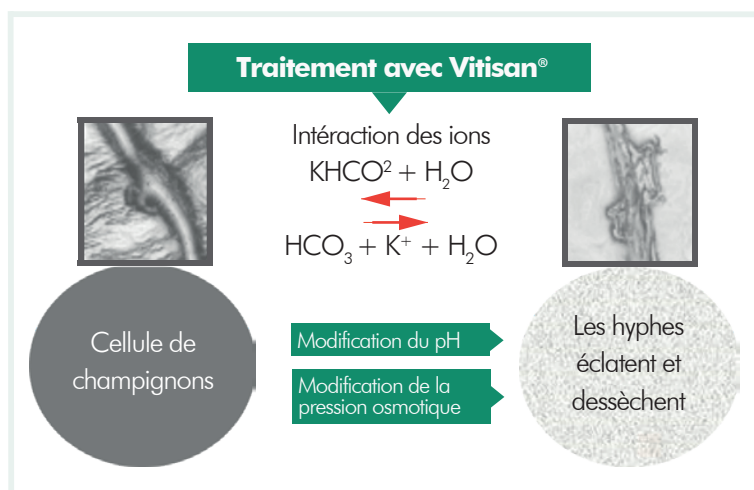 Traitement avec Vitisan®
Intéraction des ions
KHCO² + H₂O
HCO₃ + K⁺ + H₂O
Cellule de
champignons
Modification du pH
Modification de la
pression osmotique
Les hyphes
éclatent et
dessèchent